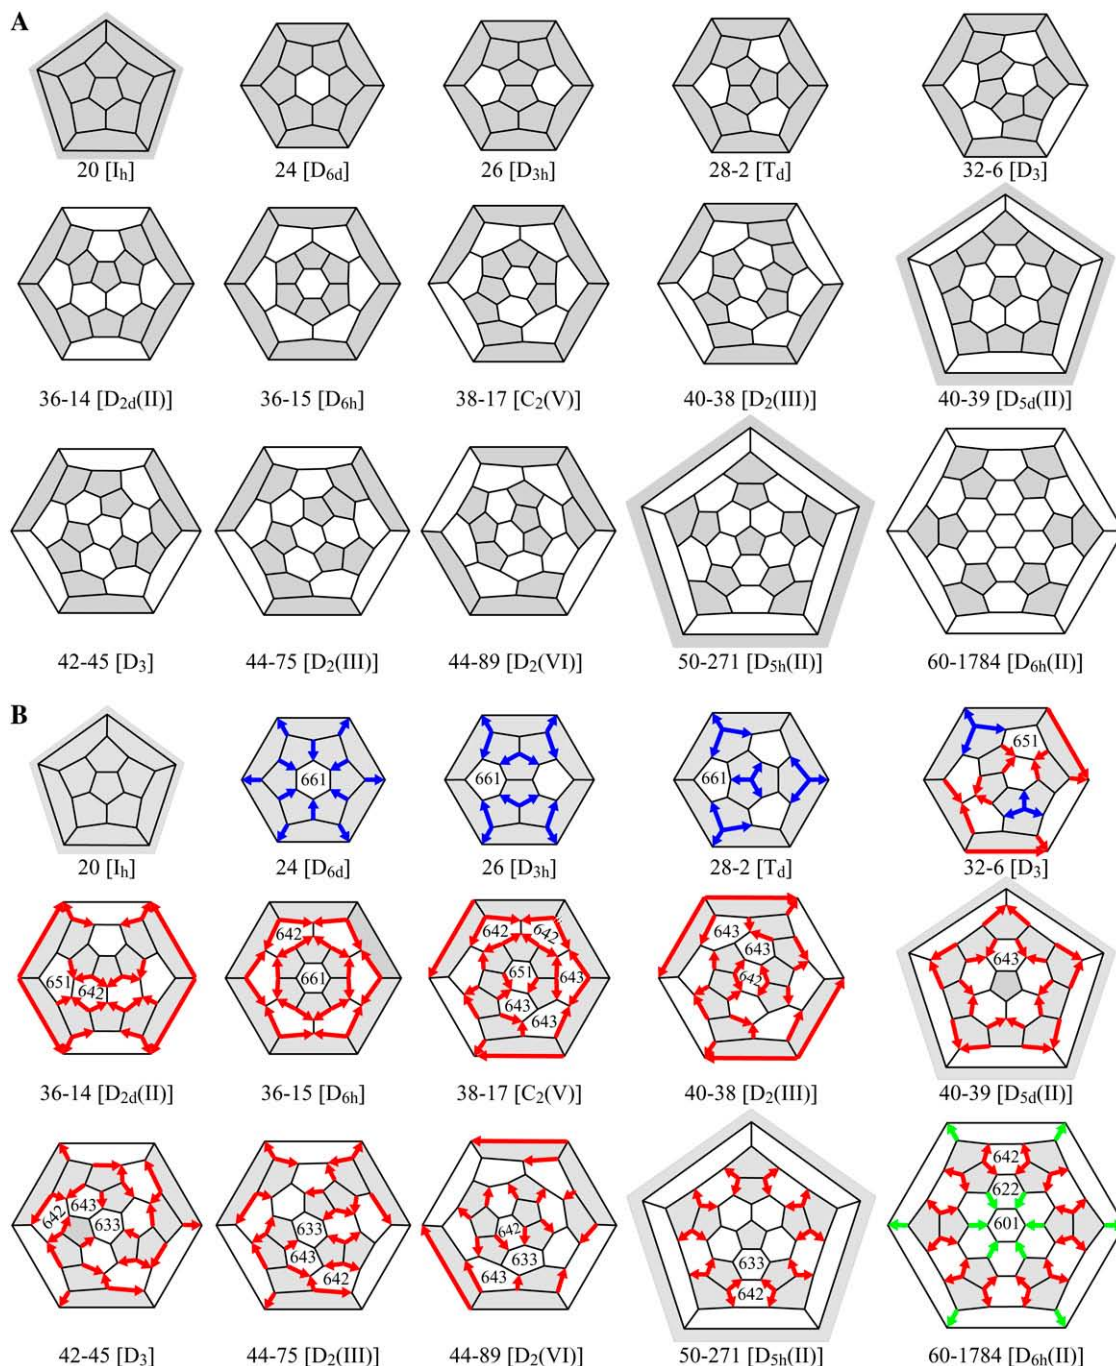 A
20 [Ih] 24 [D6d] 26 [D3h] 28-2 [Td] 32-6 [D3]
36-14 [D2d(II)] 36-15 [D6h] 38-17 [C2(V)] 40-38 [D2(III)] 40-39 [D5d(II)]
42-45 [D3] 44-75 [D2(III)] 44-89 [D2(VI)] 50-271 [D5h(II)] 60-1784 [D6h(II)]
B
661 661 661 651
20 [Ih] 24 [D6d] 26 [D3h] 28-2 [Td] 32-6 [D3]
651 642 642 661 642 642 651 643 643 643 643 643 642 643
36-14 [D2d(II)] 36-15 [D6h] 38-17 [C2(V)] 40-38 [D2(III)] 40-39 [D5d(II)]
642 643 633 633 643 642 642 633 643 633 642 642 622 601
42-45 [D3] 44-75 [D2(III)] 44-89 [D2(VI)] 50-271 [D5h(II)] 60-1784 [D6h(II)]